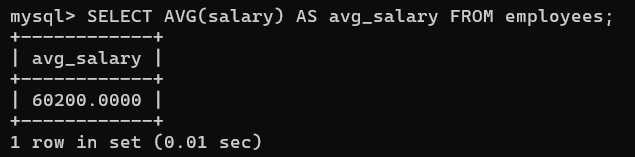 mysql> SELECT AVG(salary) AS avg_salary FROM employees;
+------------+
| avg_salary |
+------------+
| 60200.0000 |
+------------+
1 row in set (0.01 sec)